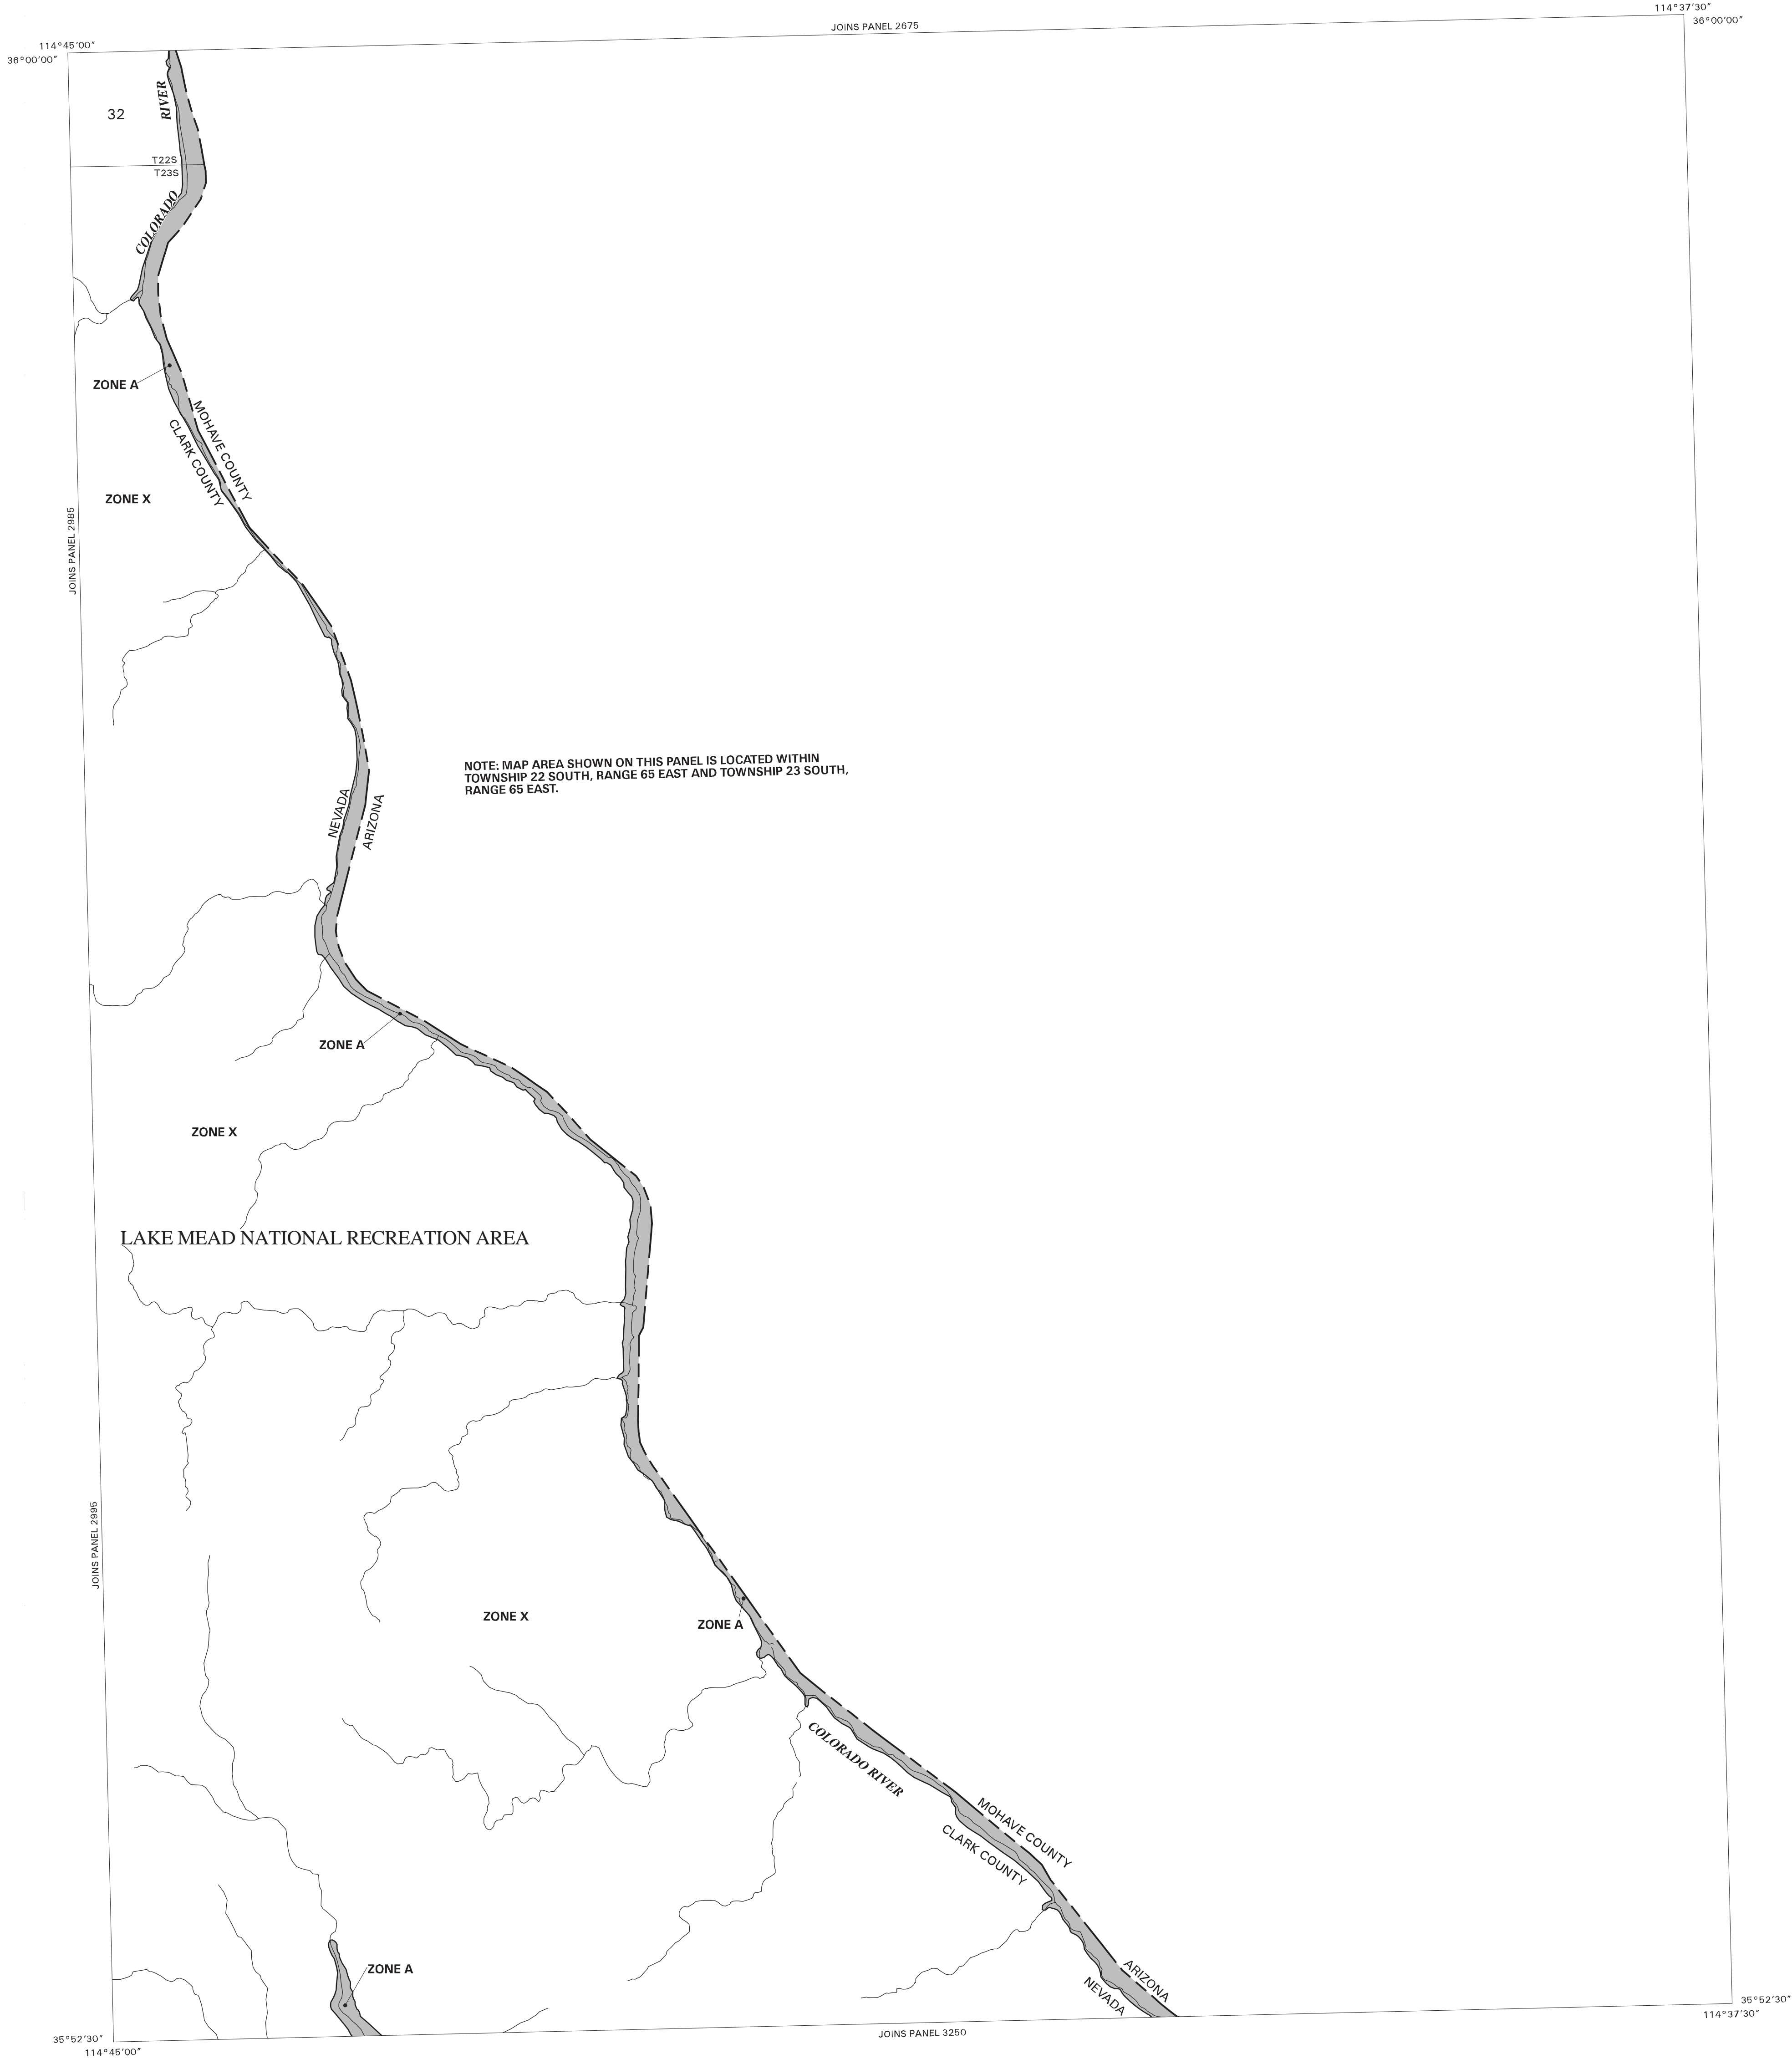 JOINS PANEL 2675
114°37'30"
36°00'00"
114°45'00"
36°00'00"
RIVER
32
T22S
T23S
COLORADO
ZONE A
MOHAVE COUNTY
CLARK COUNTY
ZONE X
JOINS PANEL 2985
NOTE: MAP AREA SHOWN ON THIS PANEL IS LOCATED WITHIN
TOWNSHIP 22 SOUTH, RANGE 65 EAST AND TOWNSHIP 23 SOUTH,
RANGE 65 EAST.
NEVADA
ARIZONA
ZONE A
ZONE X
LAKE MEAD NATIONAL RECREATION AREA
JOINS PANEL 2995
ZONE X
ZONE A
COLORADO RIVER
MOHAVE COUNTY
CLARK COUNTY
ZONE A
ARIZONA
NEVADA
35°52'30"
114°37'30"
35°52'30"
114°45'00"
JOINS PANEL 3250